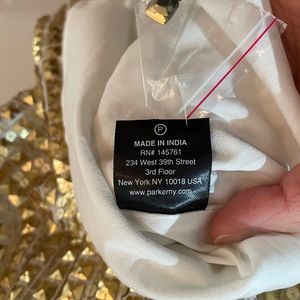 P
MADE IN INDIA
RN# 145761
234 West 39th Street
3rd Floor
New York NY 10018 USA
www.parkerny.com